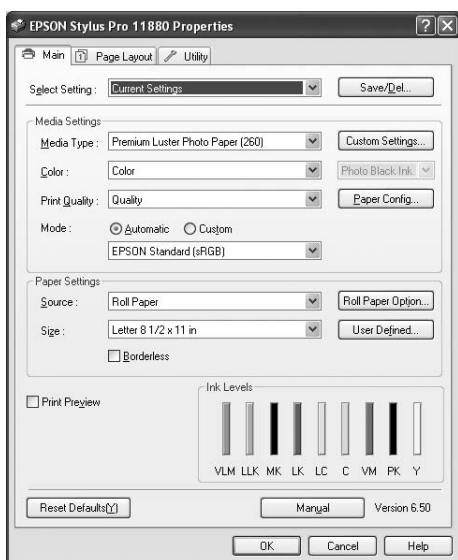 EPSON Stylus Pro 11880 Properties
Main Page Layout Utility
Select Setting : Current Settings Save/Del...
Media Settings
Media Type : Premium Luster Photo Paper (260) Custom Settings...
Color : Color Photo Black Ink
Print Quality : Quality Paper Config...
Mode : Automatic Custom
EPSON Standard (sRGB)
Paper Settings
Source : Roll Paper Roll Paper Option...
Size : Letter 8 1/2 x 11 in User Defined...
Borderless
Print Preview
Ink Levels
VLM LLK MK LK LC C VM PK Y
Reset Defaults(Y) Manual Version 6.50
OK Cancel Help